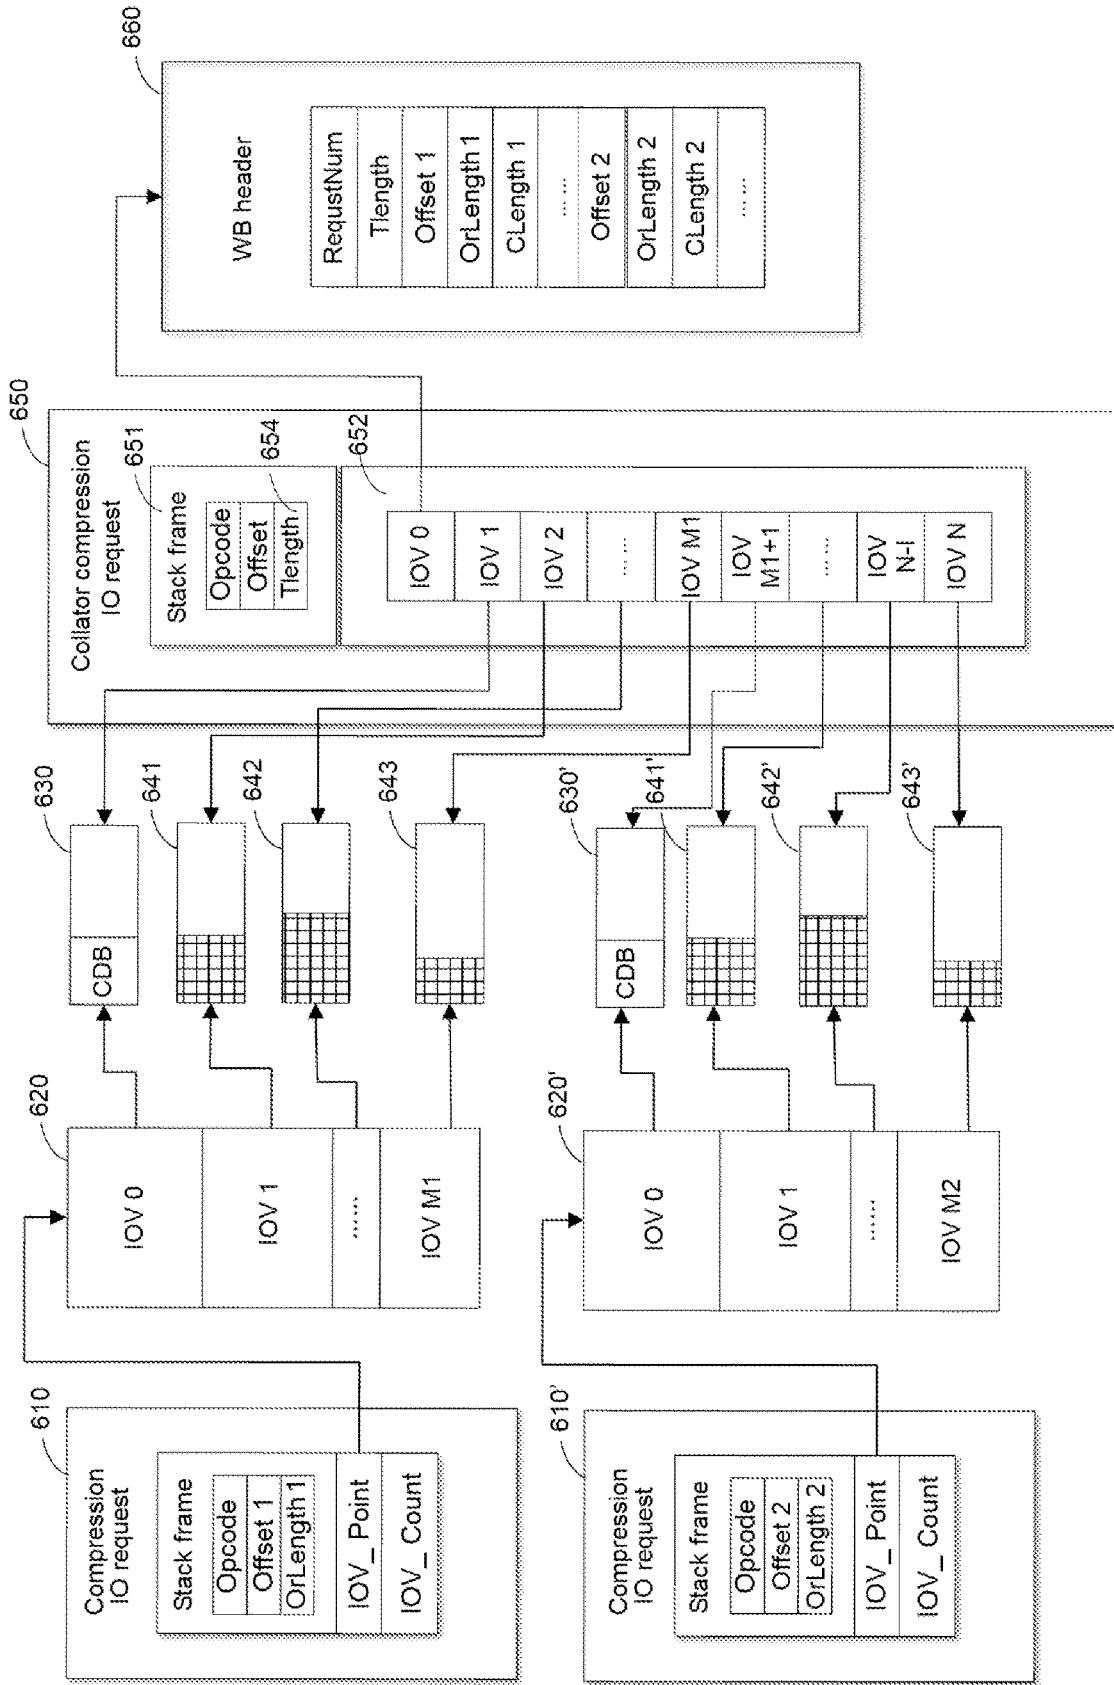 610
Compression
IO request
Stack frame
Opcode
Offset 1
OrLength 1
IOV_Point
IOV_Count
620
IOV 0
IOV 1
......
IOV M1
630
CDB
641
642
643
650
Collator compression
IO request
651
Stack frame
Opcode
Offset
Tlength
654
652
IOV 0
IOV 1
IOV 2
......
IOV M1
IOV
M1+1
......
IOV
N-I
IOV N
660
WB header
RequstNum
Tlength
Offset 1
OrLength 1
CLength 1
......
Offset 2
OrLength 2
CLength 2
......
610'
Compression
IO request
Stack frame
Opcode
Offset 2
OrLength 2
IOV_Point
IOV_Count
620'
IOV 0
IOV 1
......
IOV M2
630'
CDB
641'
642'
643'